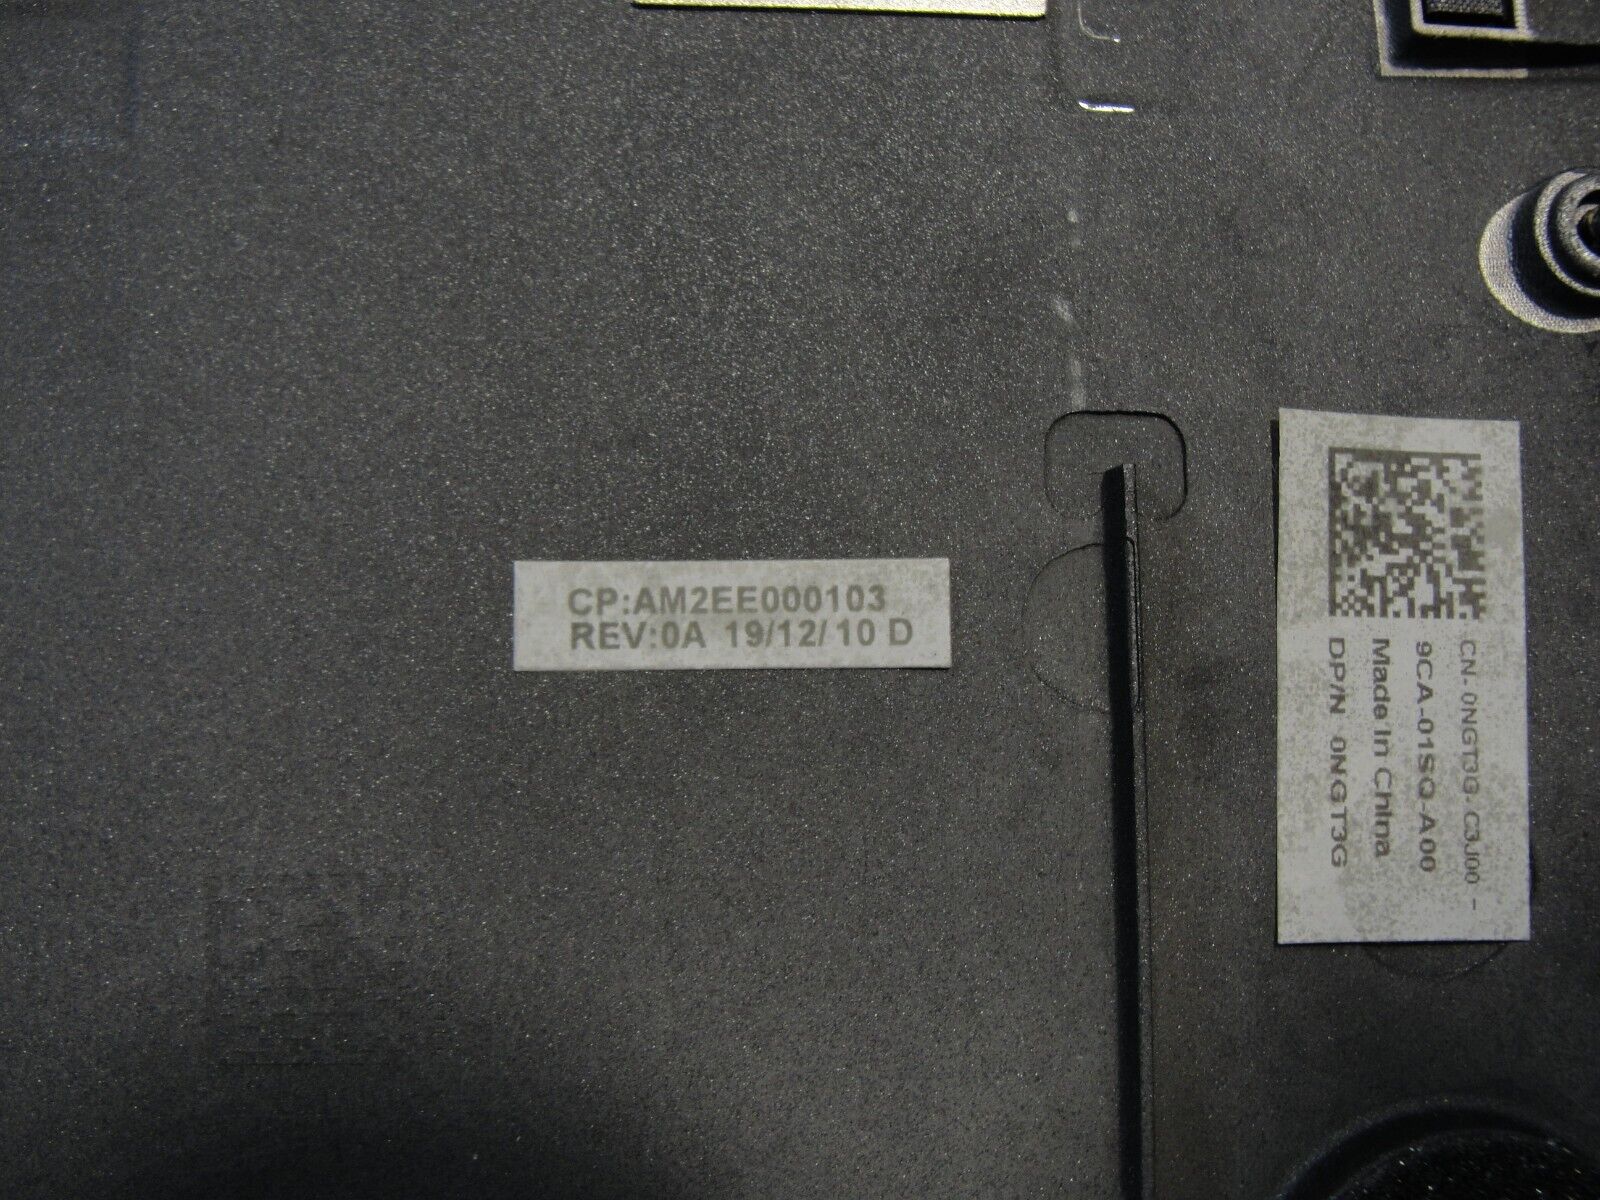 CP:AM2EE000103
REV:0A 19/12/ 10 D
CN-0NGT3G-C3J00 -
9CA-01SQ-A00
Made In China
DP/N 0NGT3G